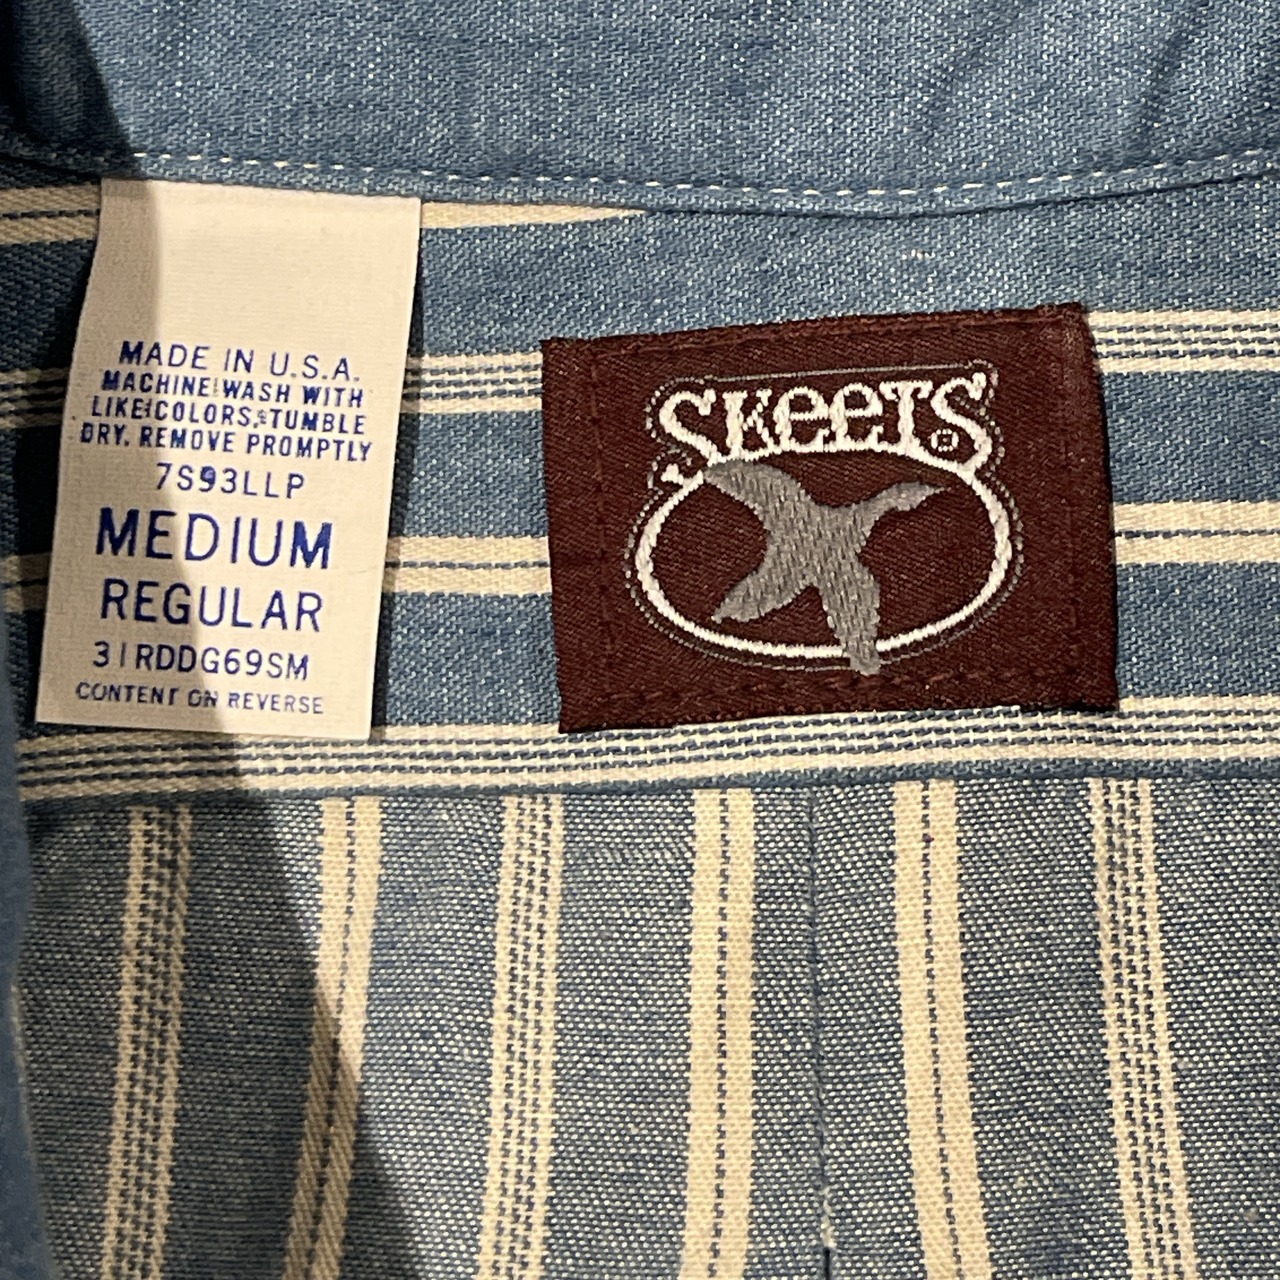 MADE IN U.S.A.
MACHINE WASH WITH
LIKE COLORS, TUMBLE
DRY. REMOVE PROMPTLY
7S93LLP
MEDIUM
REGULAR
31RDDG69SM
CONTENT ON REVERSE
SKEETS®